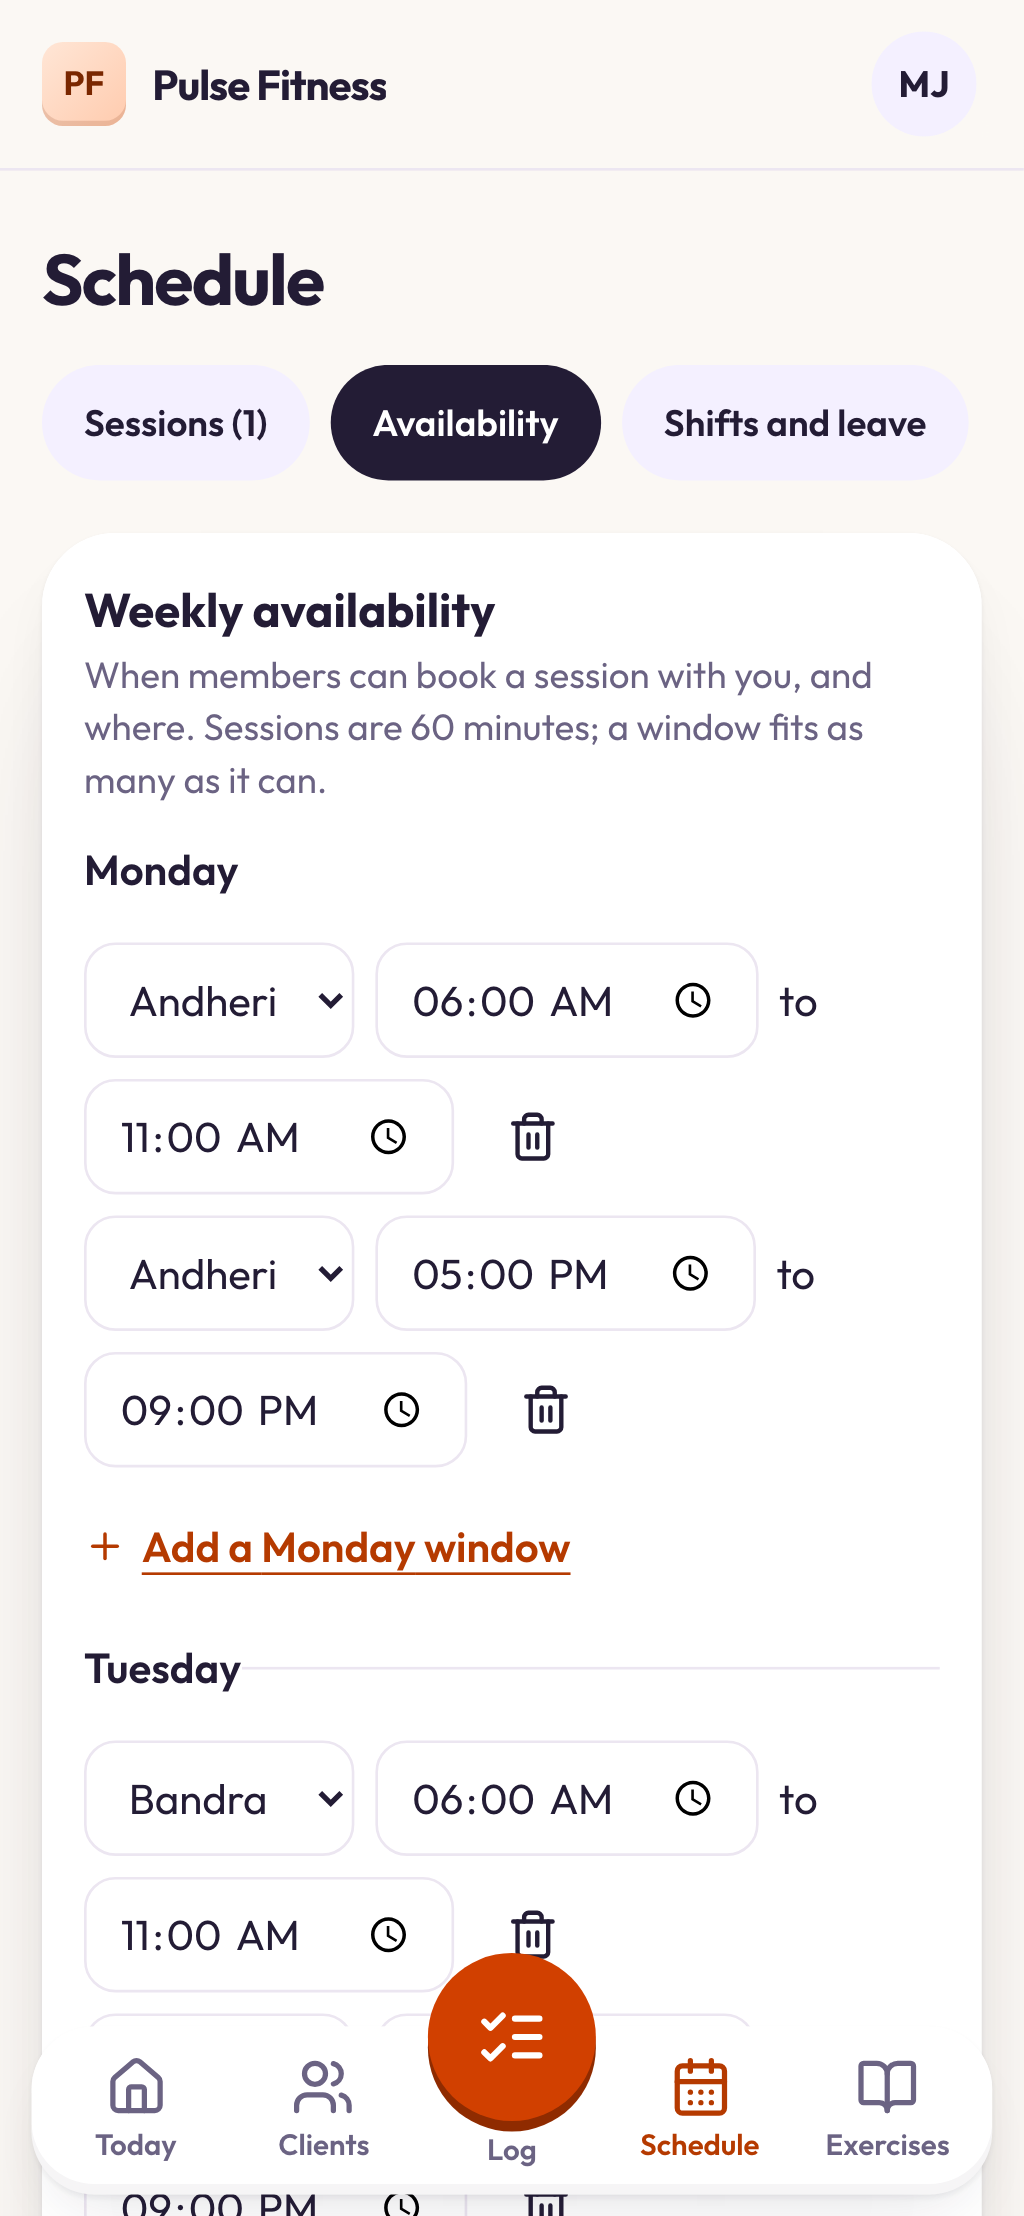 PF
Pulse Fitness
MJ
Schedule
Sessions (1)
Availability
Shifts and leave
Weekly availability
When members can book a session with you, and
where. Sessions are 60 minutes; a window fits as
many as it can.
Monday
Andheri 06:00 AM to
11:00 AM
Andheri 05:00 PM to
09:00 PM
Add a Monday window
Tuesday
Bandra 06:00 AM to
11:00 AM
Today
Clients
Log
Schedule
Exercises
09:00 PM